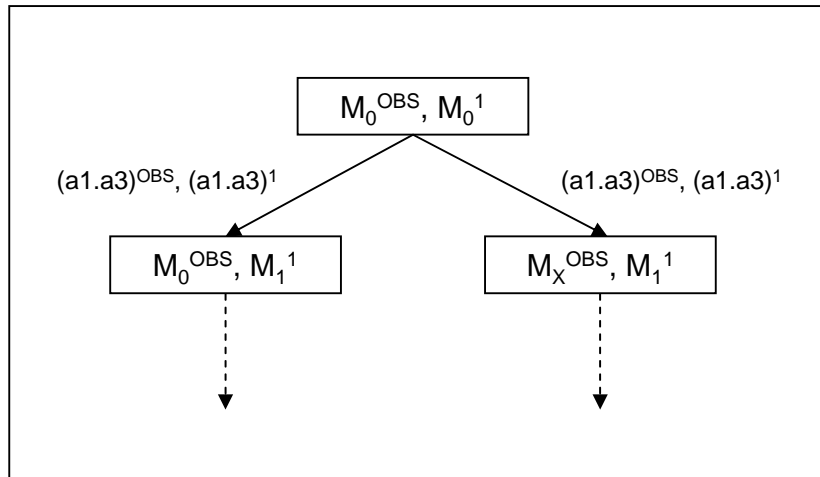 M₀ᴼᴮˢ, M₀¹
(a1.a3)ᴼᴮˢ, (a1.a3)¹
(a1.a3)ᴼᴮˢ, (a1.a3)¹
M₀ᴼᴮˢ, M₁¹
Mₓᴼᴮˢ, M₁¹